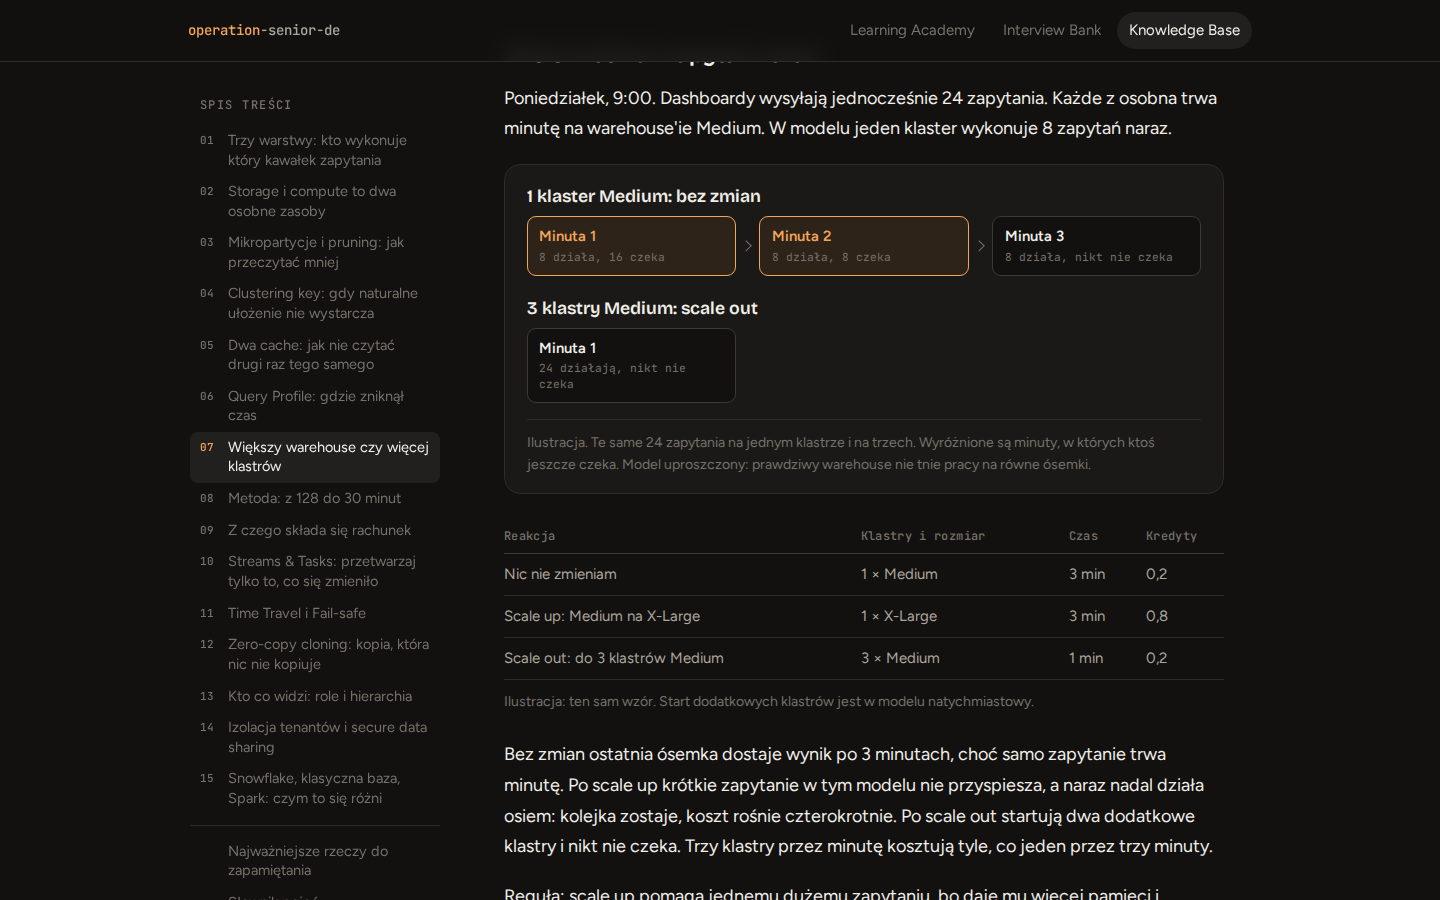 operation-senior-de
Learning Academy
Interview Bank
Knowledge Base
SPIS TREŚCI
01 Trzy warstwy: kto wykonuje
który kawałek zapytania
02 Storage i compute to dwa
osobne zasoby
03 Mikropartycje i pruning: jak
przeczytać mniej
04 Clustering key: gdy naturalne
ułożenie nie wystarcza
05 Dwa cache: jak nie czytać
drugi raz tego samego
06 Query Profile: gdzie zniknął
czas
07 Większy warehouse czy więcej
klastrów
08 Metoda: z 128 do 30 minut
09 Z czego składa się rachunek
10 Streams & Tasks: przetwarzaj
tylko to, co się zmieniło
11 Time Travel i Fail-safe
12 Zero-copy cloning: kopia, która
nic nie kopiuje
13 Kto co widzi: role i hierarchia
14 Izolacja tenantów i secure data
sharing
15 Snowflake, klasyczna baza,
Spark: czym to się różni
Najważniejsze rzeczy do
zapamiętania
Poniedziałek, 9:00. Dashboardy wysyłają jednocześnie 24 zapytania. Każde z osobna trwa
minutę na warehouse'ie Medium. W modelu jeden klaster wykonuje 8 zapytań naraz.
1 klaster Medium: bez zmian
Minuta 1
8 działa, 16 czeka
Minuta 2
8 działa, 8 czeka
Minuta 3
8 działa, nikt nie czeka
3 klastry Medium: scale out
Minuta 1
24 działają, nikt nie
czeka
Ilustracja. Te same 24 zapytania na jednym klastrze i na trzech. Wyróżnione są minuty, w których ktoś
jeszcze czeka. Model uproszczony: prawdziwy warehouse nie tnie pracy na równe ósemki.
Reakcja Klastry i rozmiar Czas Kredyty
Nic nie zmieniam 1 × Medium 3 min 0,2
Scale up: Medium na X-Large 1 × X-Large 3 min 0,8
Scale out: do 3 klastrów Medium 3 × Medium 1 min 0,2
Ilustracja: ten sam wzór. Start dodatkowych klastrów jest w modelu natychmiastowy.
Bez zmian ostatnia ósemka dostaje wynik po 3 minutach, choć samo zapytanie trwa
minutę. Po scale up krótkie zapytanie w tym modelu nie przyspiesza, a naraz nadal działa
osiem: kolejka zostaje, koszt rośnie czterokrotnie. Po scale out startują dwa dodatkowe
klastry i nikt nie czeka. Trzy klastry przez minutę kosztują tyle, co jeden przez trzy minuty.
Reguła: scale up pomaga jednemu dużemu zapytaniu, bo daje mu więcej pamięci i